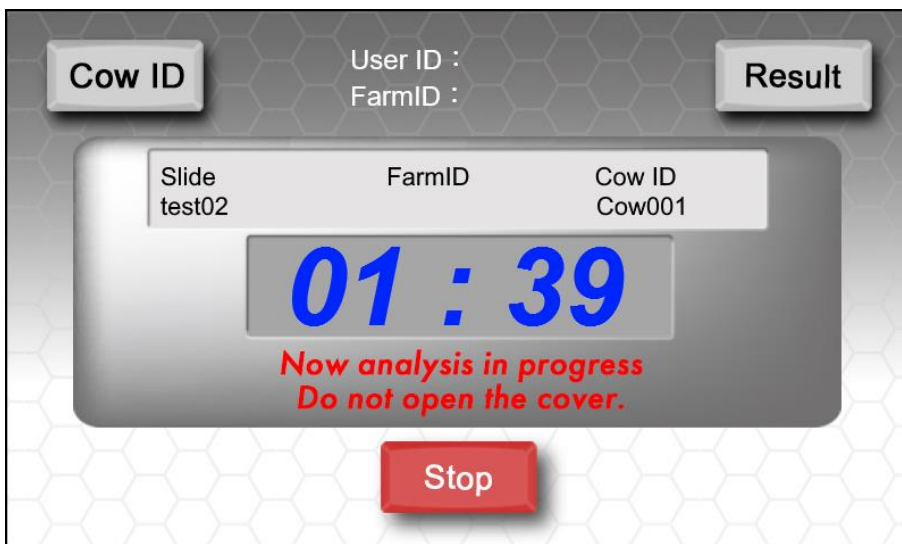 Cow ID
User ID：
FarmID：
Result
Slide FarmID Cow ID
test02 Cow001
01 : 39
Now analysis in progress
Do not open the cover.
Stop